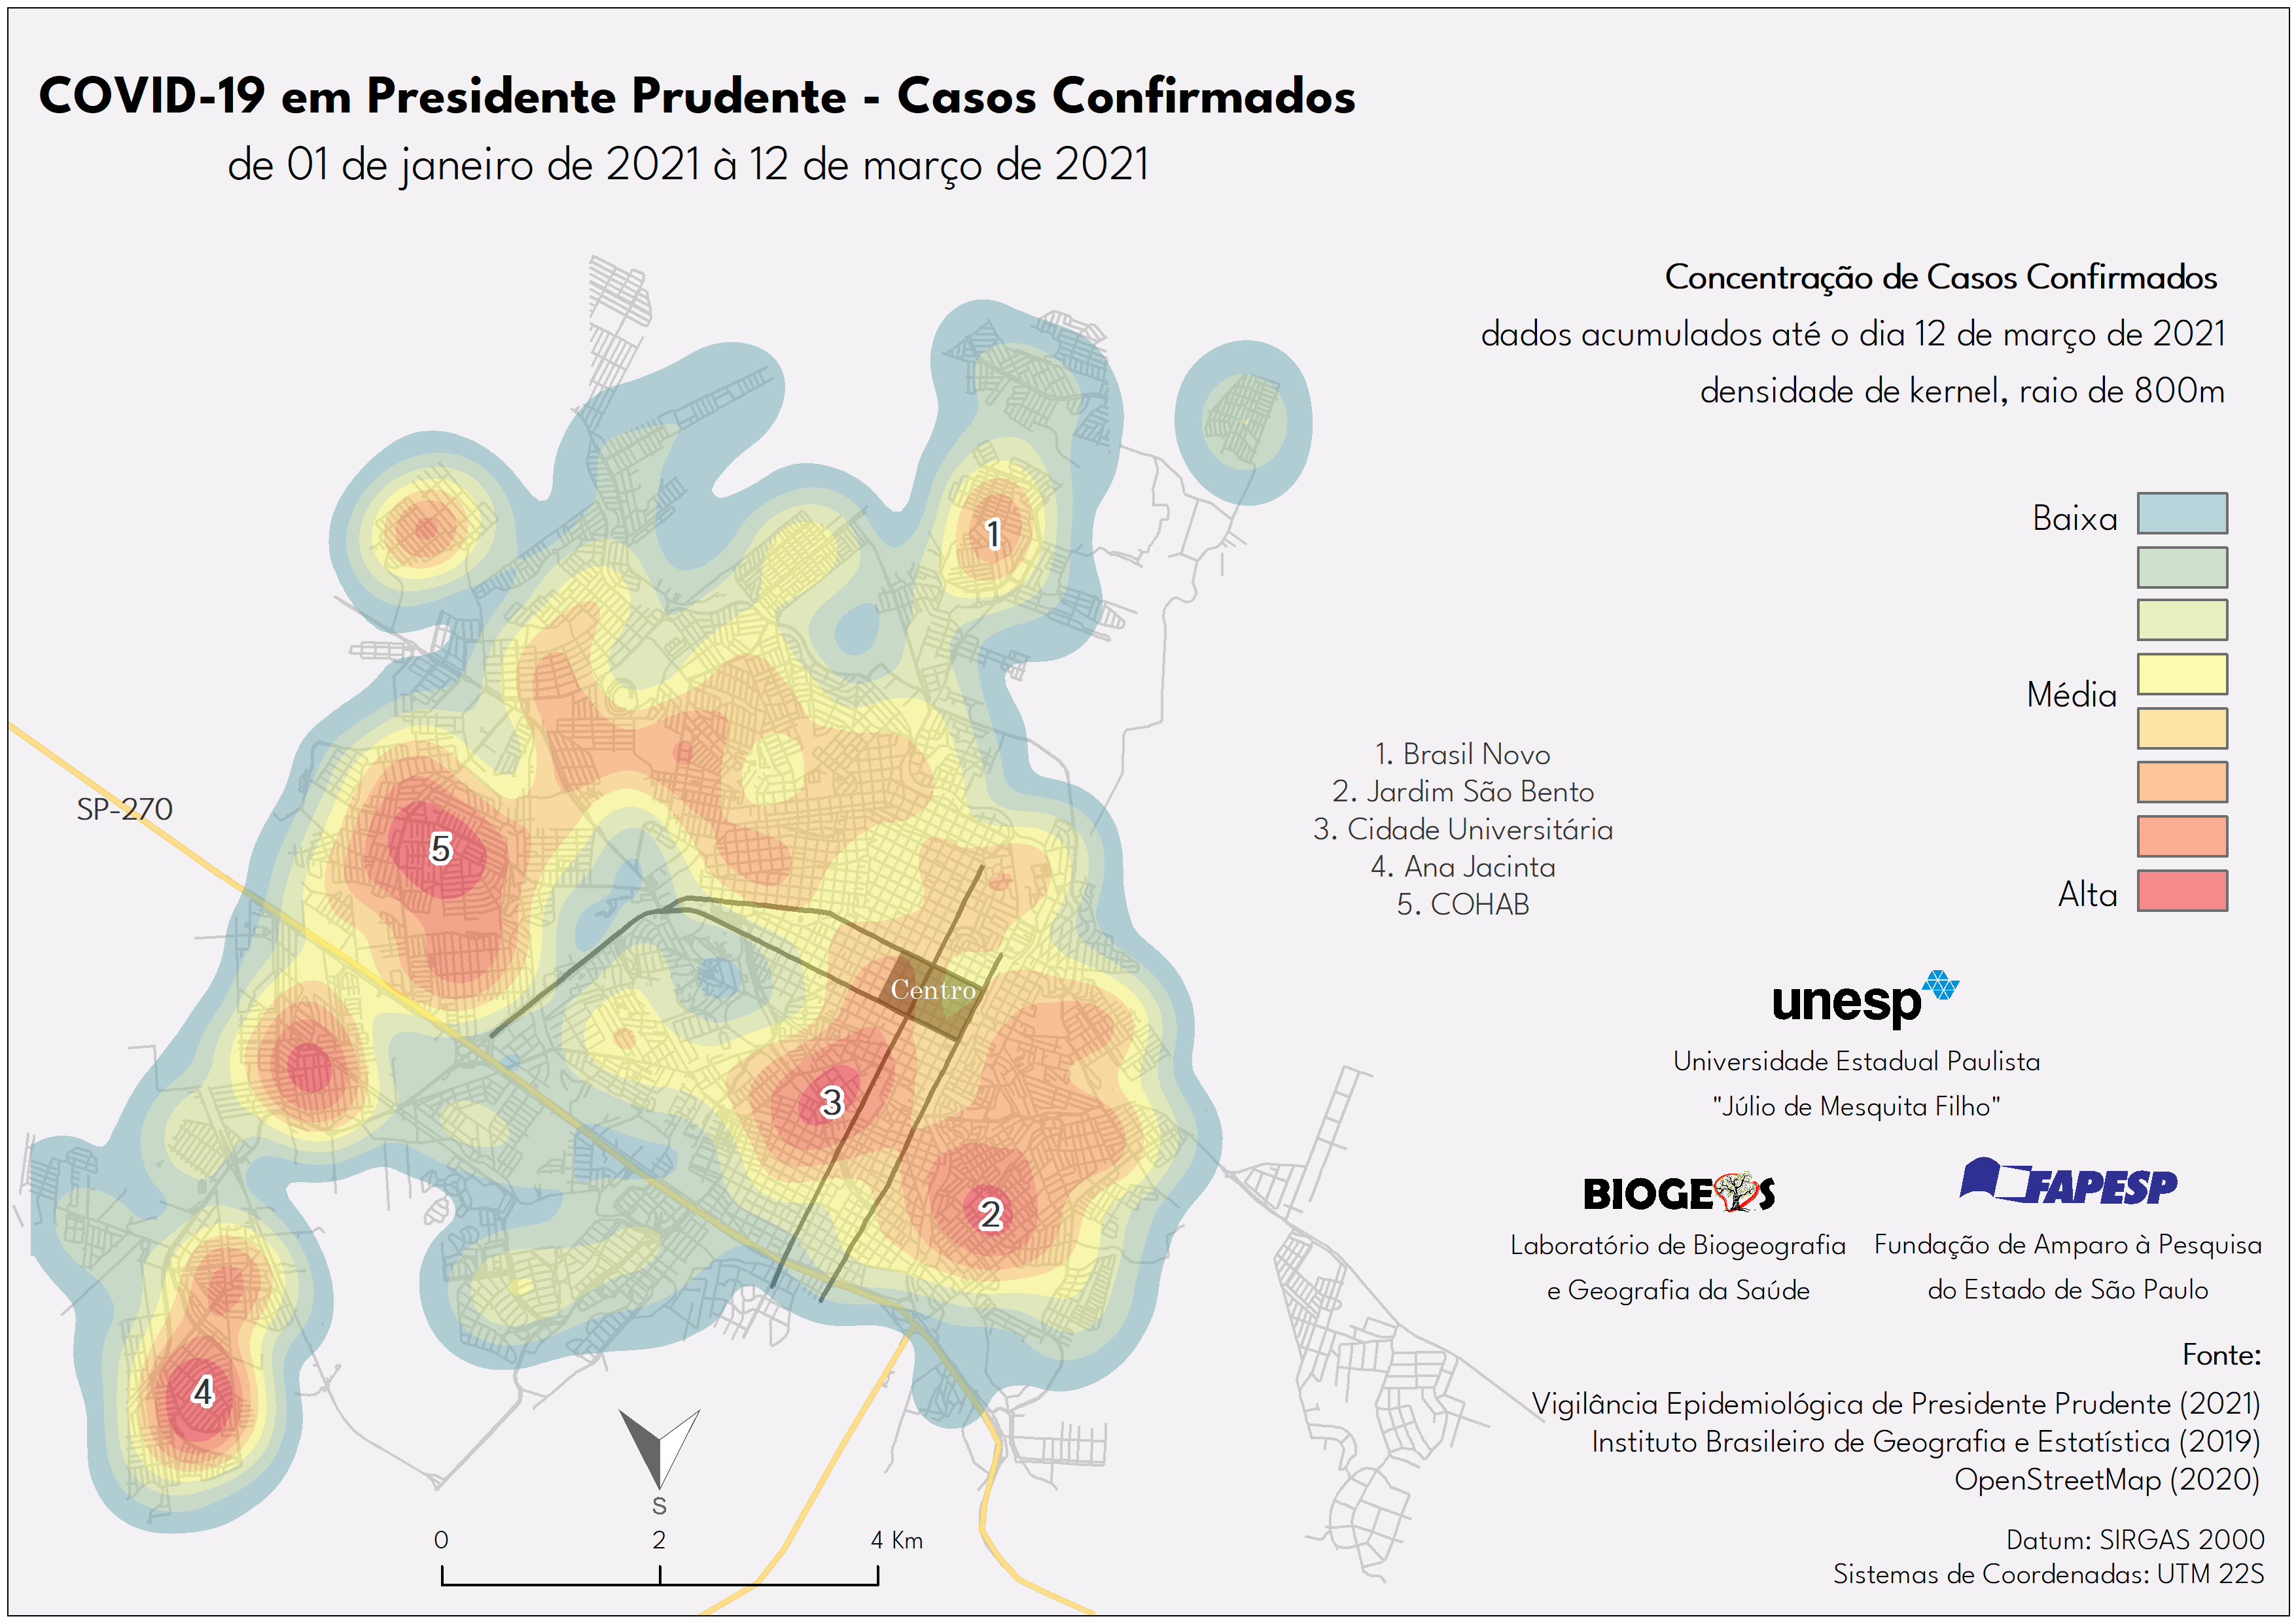 COVID-19 em Presidente Prudente - Casos Confirmados
de 01 de janeiro de 2021 à 12 de março de 2021
Concentração de Casos Confirmados
dados acumulados até o dia 12 de março de 2021
densidade de kernel, raio de 800m
Baixa
Média
Alta
1
5
SP-270
1. Brasil Novo
2. Jardim São Bento
3. Cidade Universitária
4. Ana Jacinta
5. COHAB
Centro
3
2
4
unesp
Universidade Estadual Paulista
"Júlio de Mesquita Filho"
BIOGEOS
Laboratório de Biogeografia
e Geografia da Saúde
FAPESP
Fundação de Amparo à Pesquisa
do Estado de São Paulo
Fonte:
Vigilância Epidemiológica de Presidente Prudente (2021)
Instituto Brasileiro de Geografia e Estatística (2019)
OpenStreetMap (2020)
S
0 2 4 Km
Datum: SIRGAS 2000
Sistemas de Coordenadas: UTM 22S